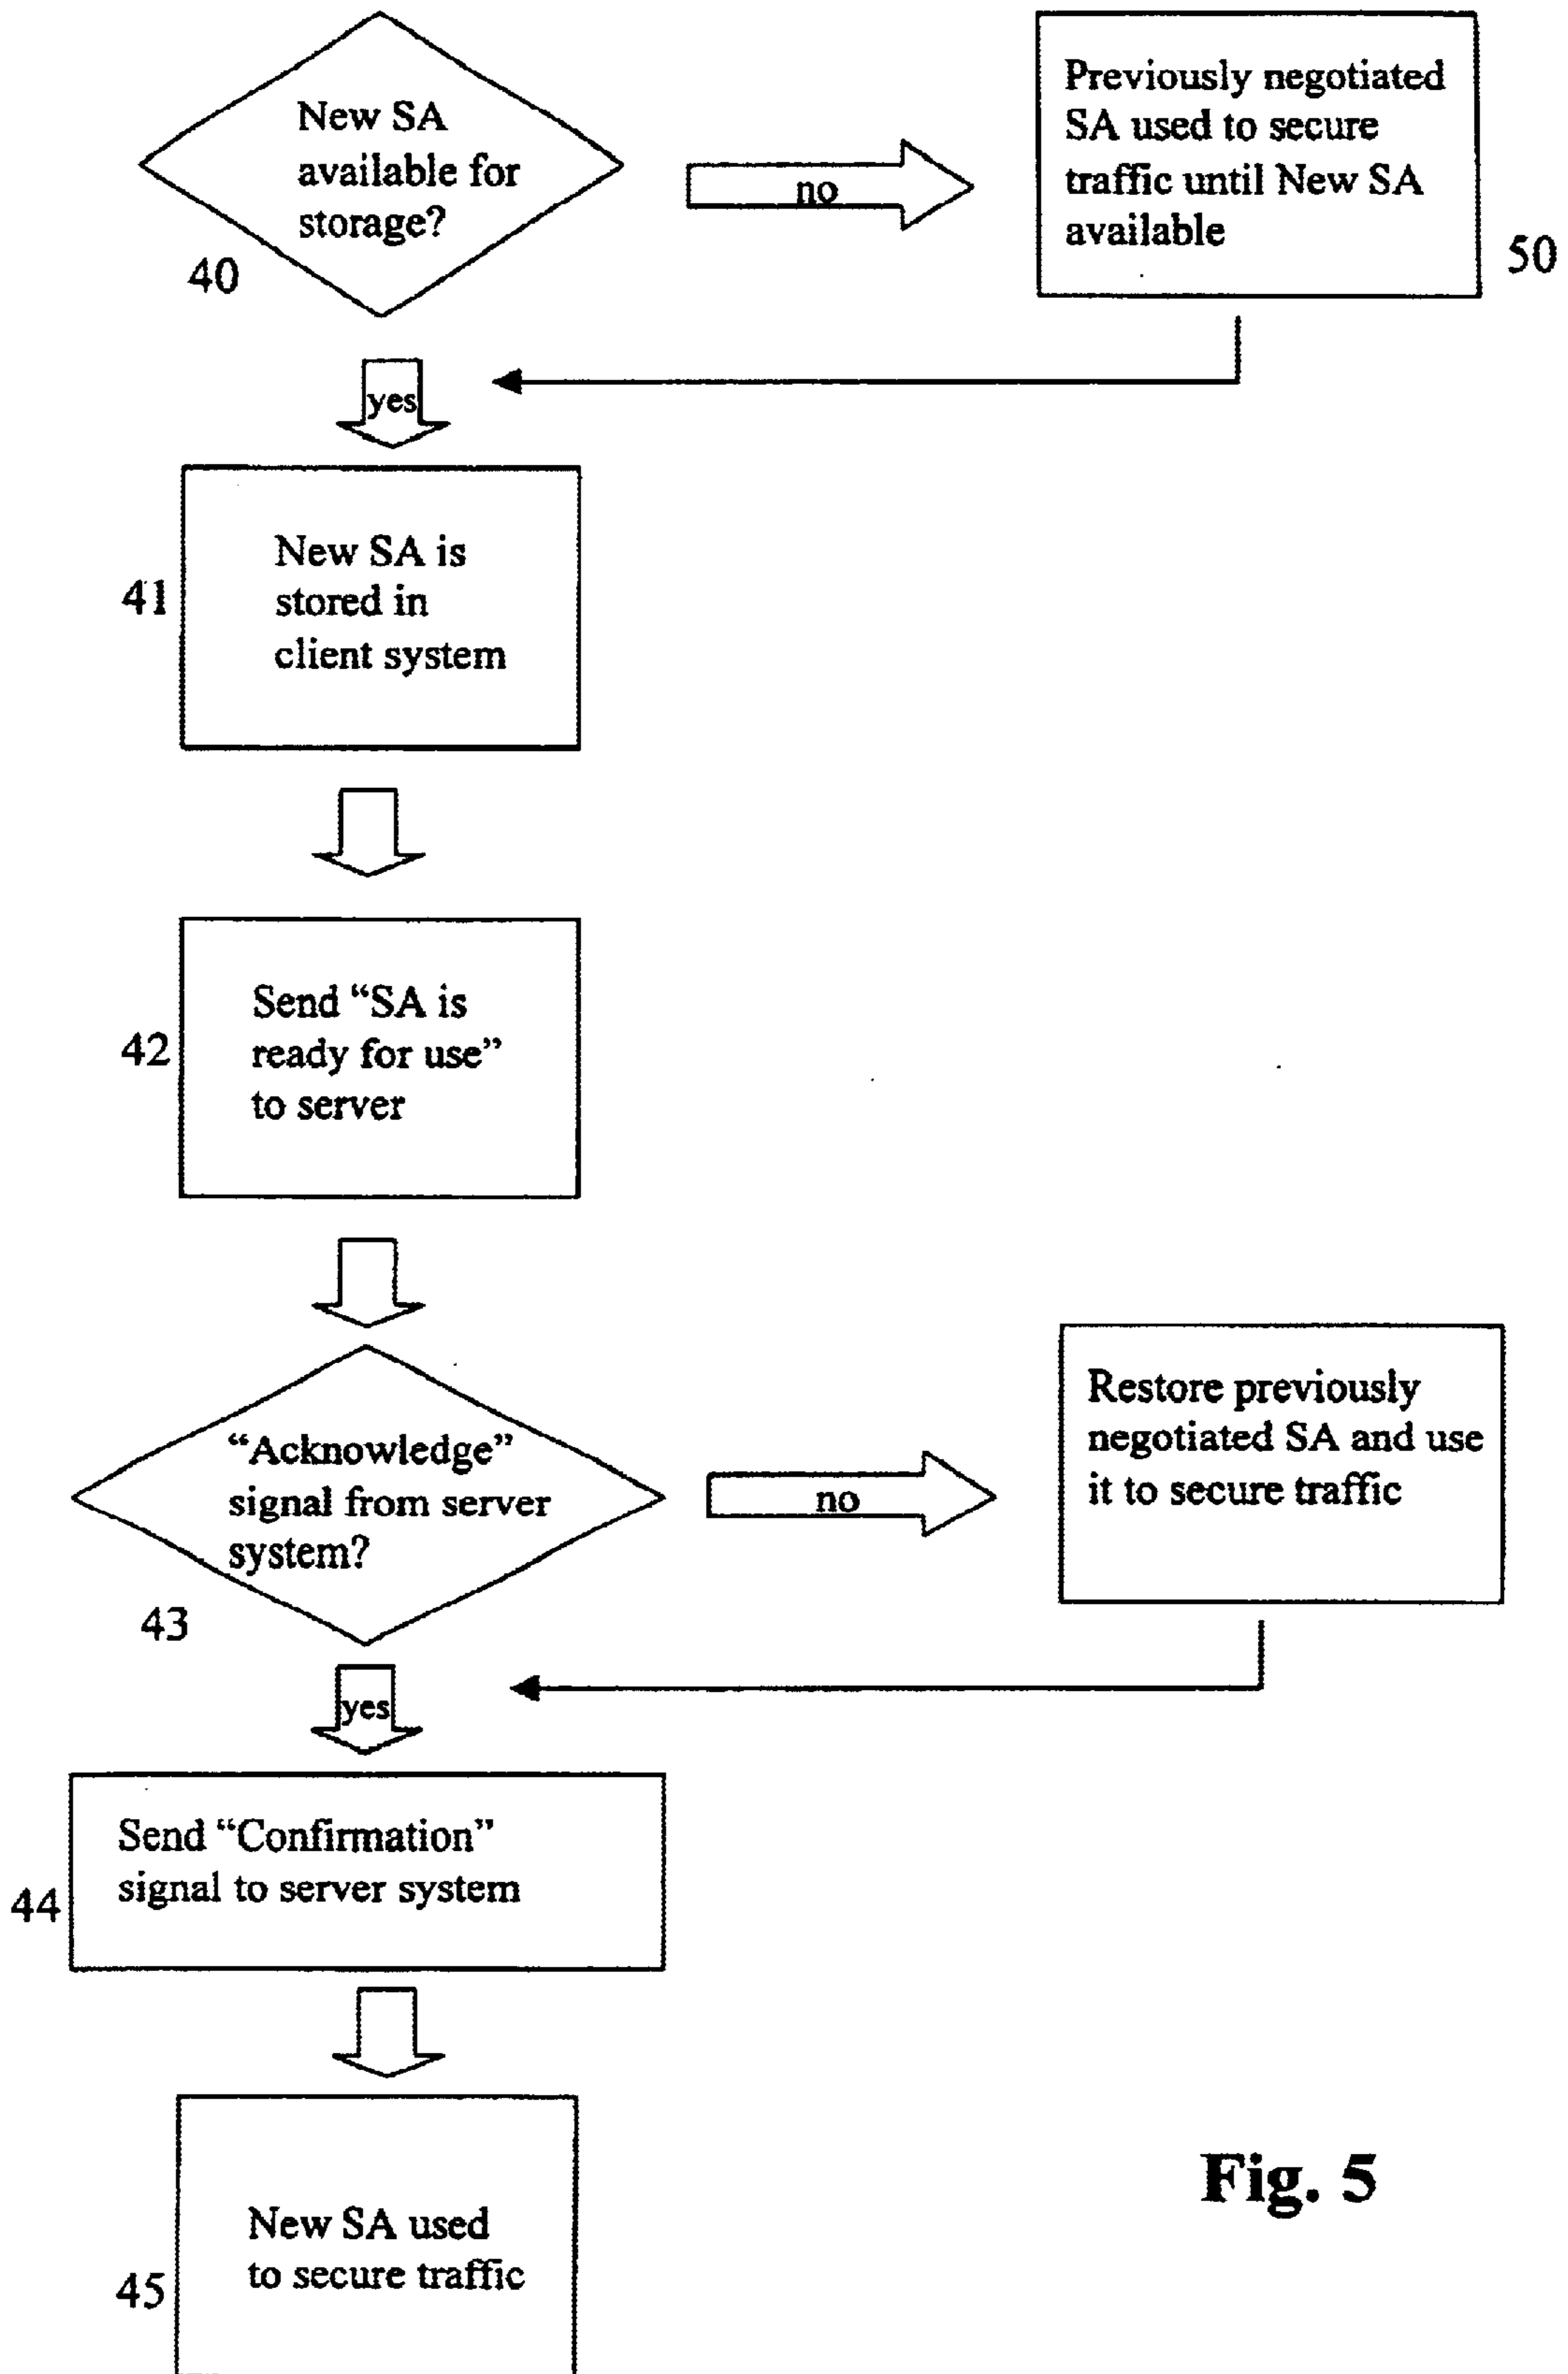 New SA
available for
storage?
40
no
Previously negotiated
SA used to secure
traffic until New SA
available
50
yes
New SA is
stored in
client system
41
Send “SA is
ready for use”
to server
42
“Acknowledge”
signal from server
system?
43
no
Restore previously
negotiated SA and use
it to secure traffic
yes
Send “Confirmation”
signal to server system
44
New SA used
to secure traffic
45
Fig. 5